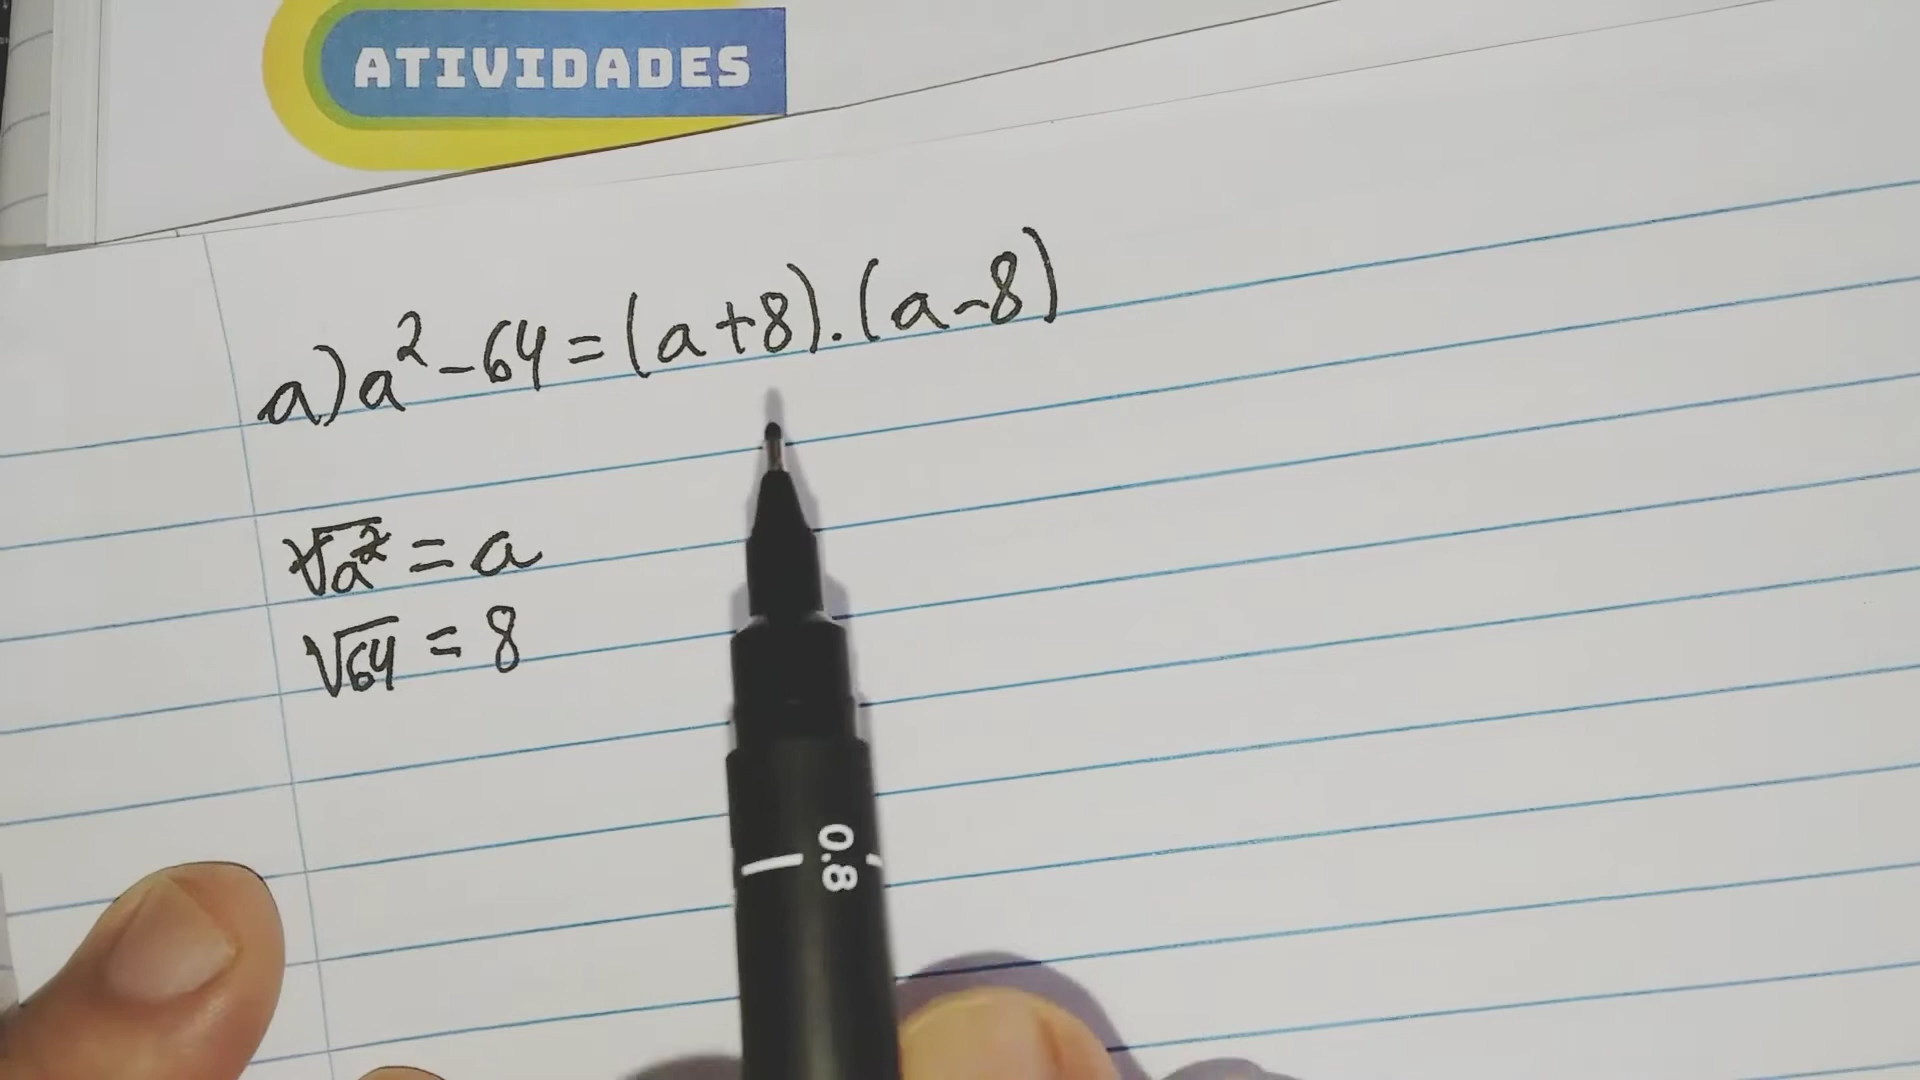 ATIVIDADES
a) a² - 64 = (a + 8) . (a - 8)
√a² = a
√64 = 8
0.8